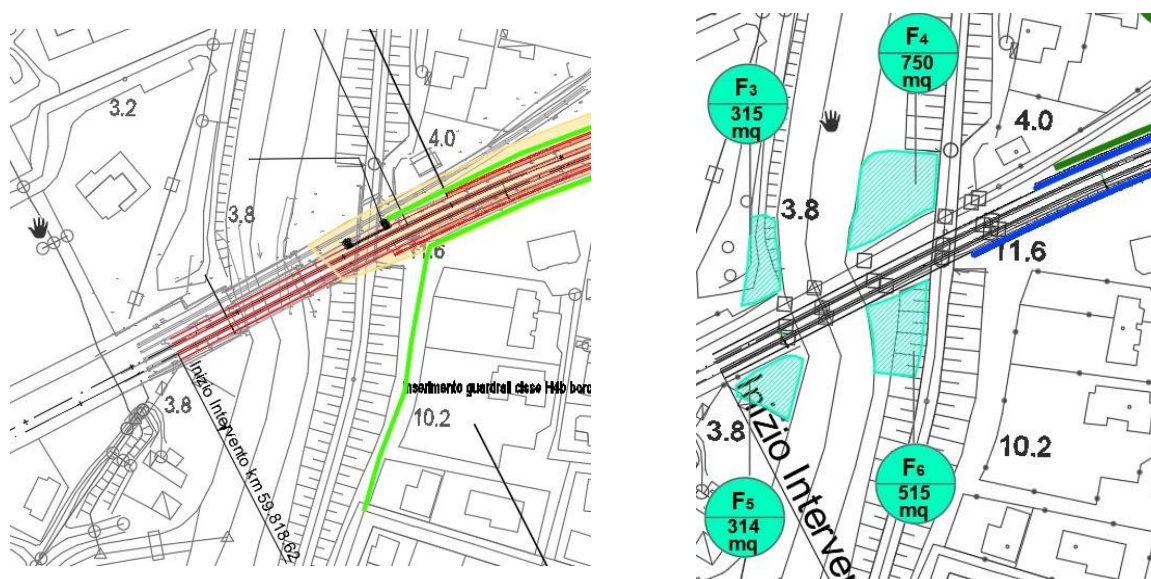 3.2
4.0
3.8
11.6
Inserimento guardrail clsse H4b bord
10.2
3.8
Inizio Intervento km 59.818.62
F4
750
mq
F3
315
mq
4.0
3.8
11.6
10.2
3.8
Inizio Interve
F6
515
mq
F5
314
mq